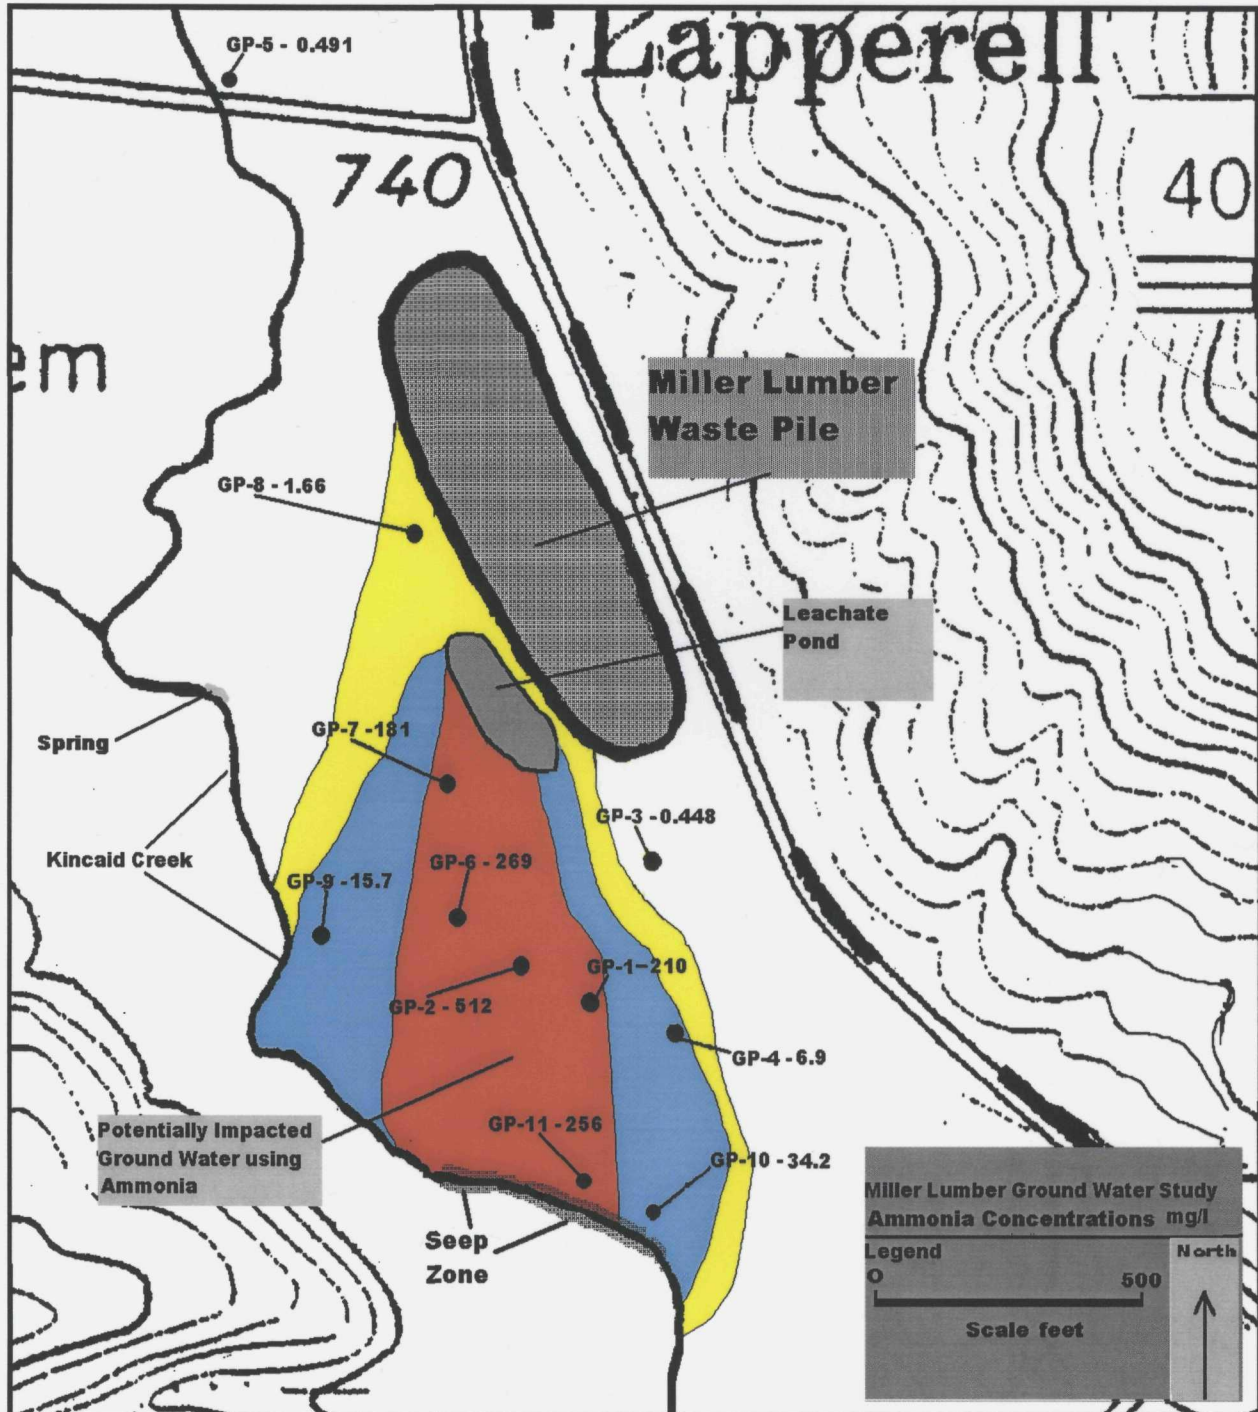 GP-5 - 0.491
Lapperell
740
40
em
Miller Lumber
Waste Pile
GP-8 - 1.66
Leachate
Pond
GP-7 -181
Spring
GP-3 - 0.448
Kincaid Creek
GP-6 - 269
GP-9 -15.7
GP-1-210
GP-2 - 512
GP-4 - 6.9
Potentially Impacted
Ground Water using
Ammonia
GP-11 - 256
GP-10 - 34.2
Seep
Zone
Miller Lumber Ground Water Study
Ammonia Concentrations mg/l
Legend
North
O
500
Scale feet